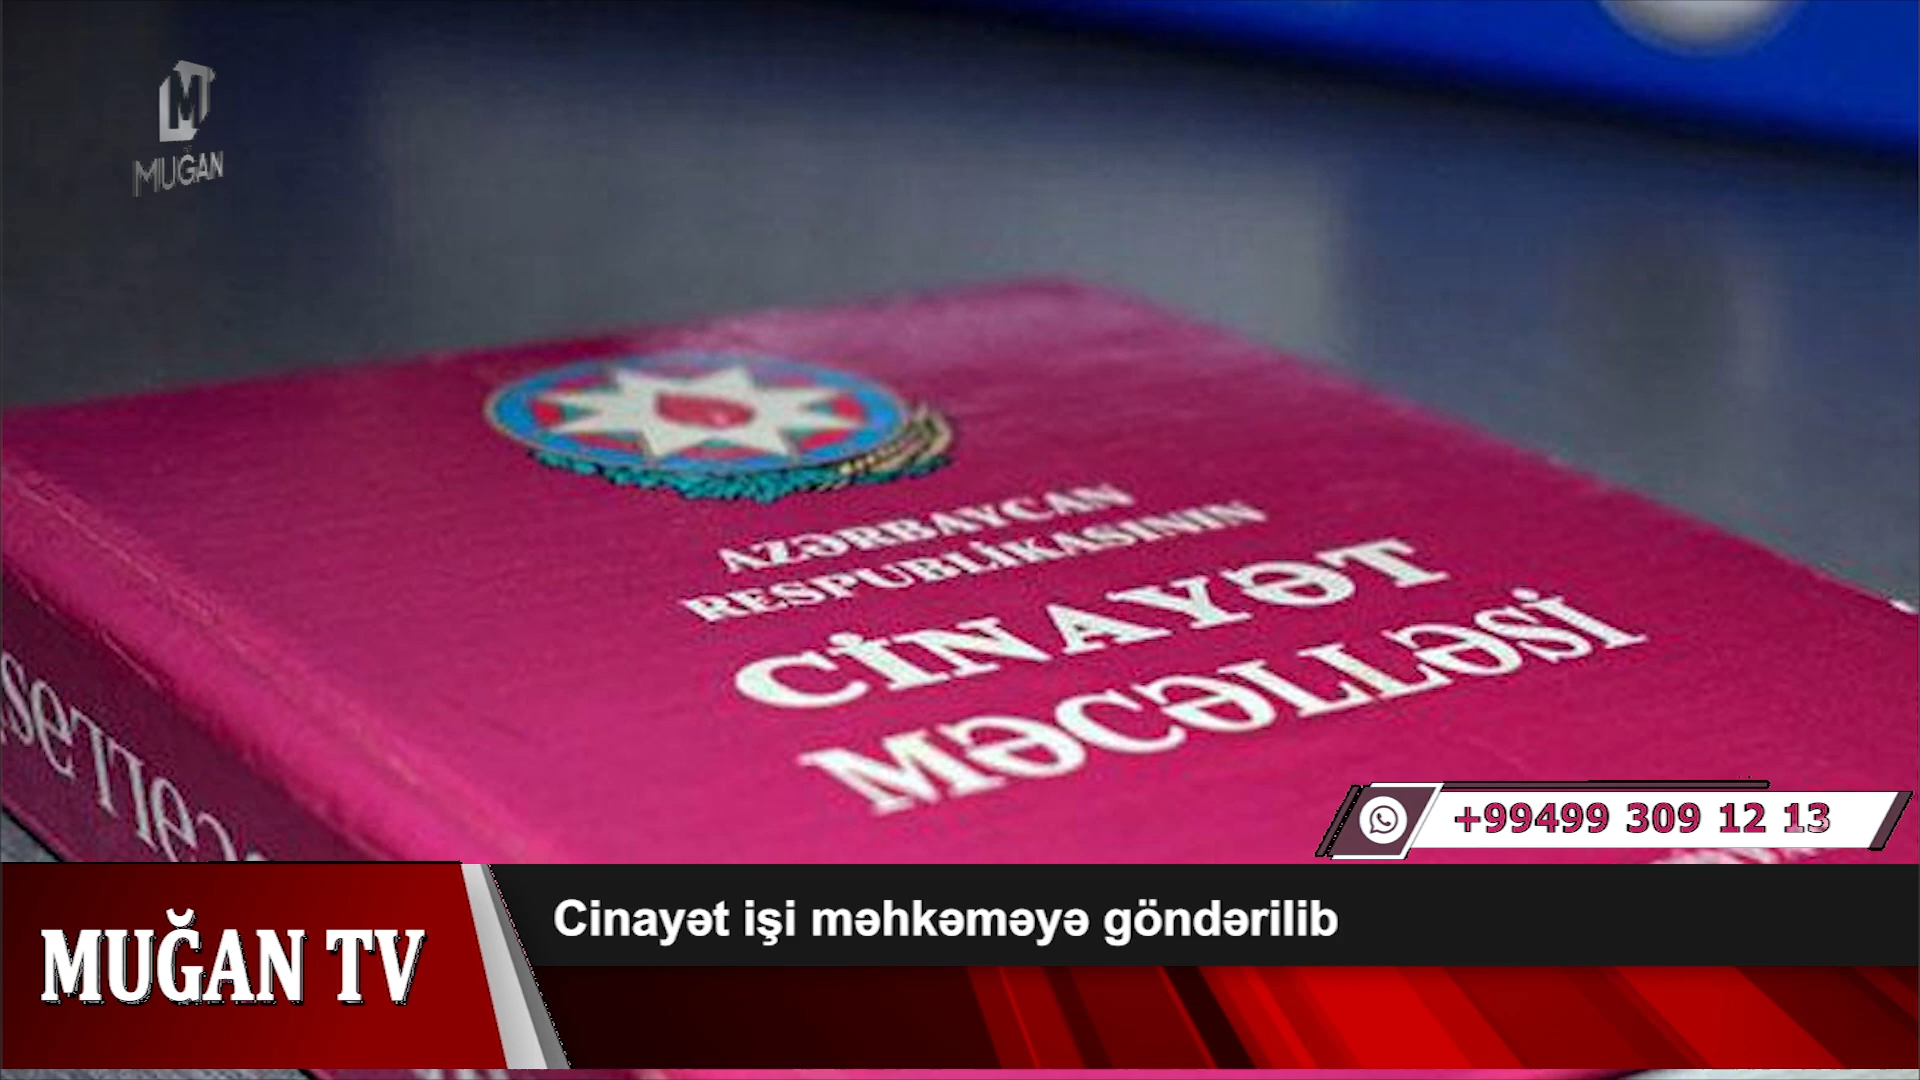 M
MUĞAN
AZƏRBAYCAN
RESPUBLİKASININ
CİNAYƏT
MƏCƏLLƏSİ
+99499 309 12 13
Cinayət işi məhkəməyə göndərilib
MUĞAN TV